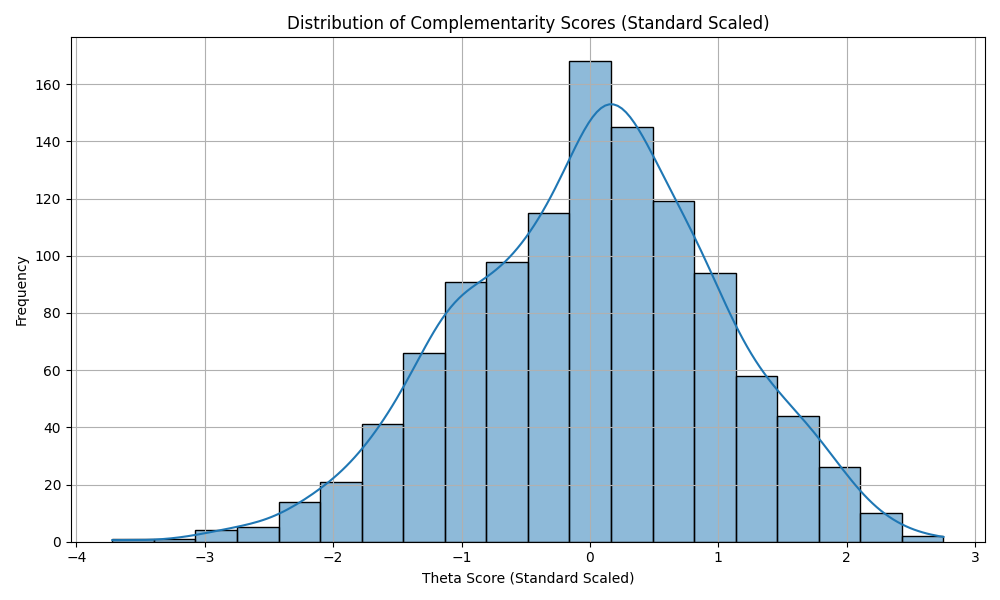 Distribution of Complementarity Scores (Standard Scaled)
Frequency
160
140
120
100
80
60
40
20
0
−4 −3 −2 −1 0 1 2 3
Theta Score (Standard Scaled)